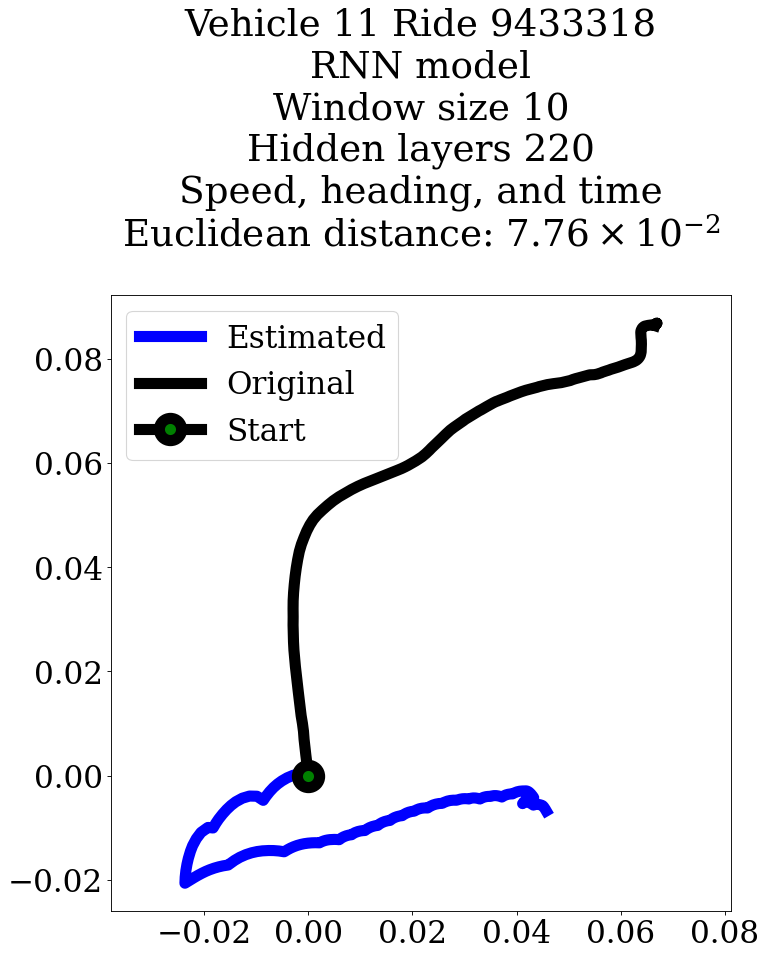 Vehicle 11 Ride 9433318
RNN model
Window size 10
Hidden layers 220
Speed, heading, and time
Euclidean distance: 7.76 × 10⁻²
Estimated
Original
Start
0.08
0.06
0.04
0.02
0.00
−0.02
−0.02 0.00 0.02 0.04 0.06 0.08